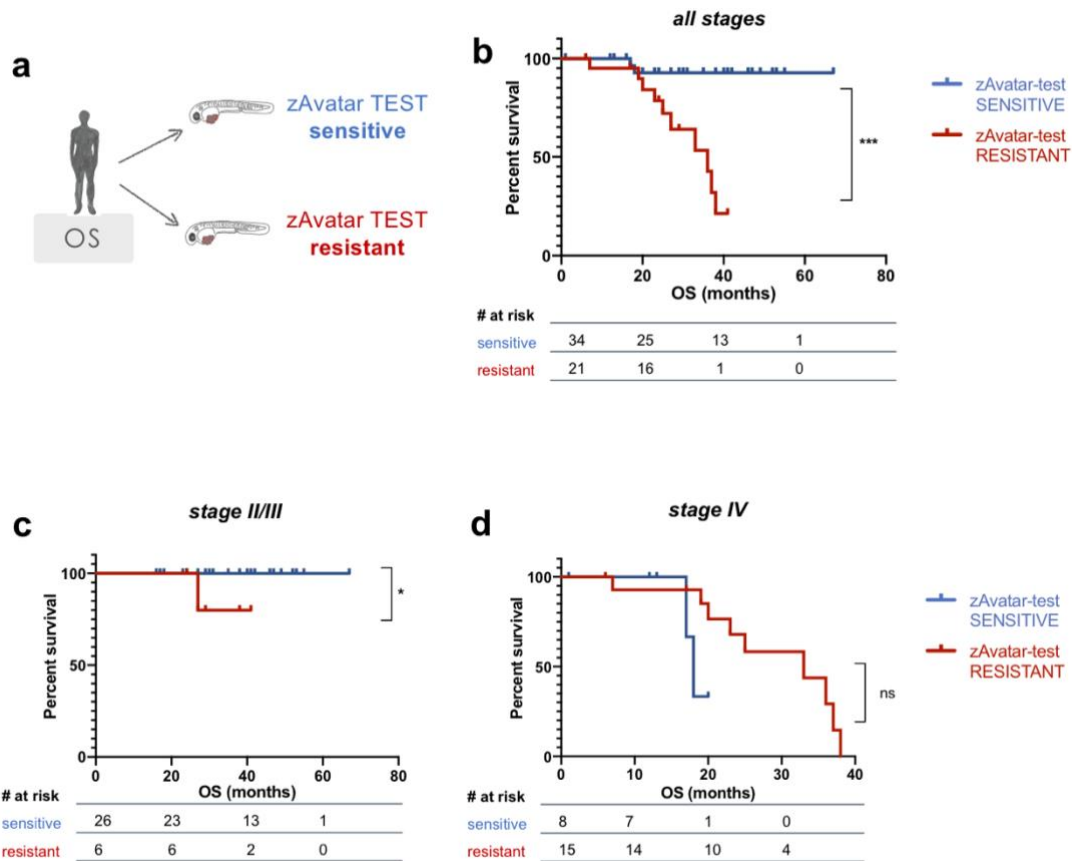 a
zAvatar TEST
sensitive
zAvatar TEST
resistant
OS
b
all stages
Percent survival
100
50
0
0 20 40 60 80
OS (months)
***
zAvatar-test
SENSITIVE
zAvatar-test
RESISTANT
# at risk
sensitive 34 25 13 1
resistant 21 16 1 0
c
stage II/III
Percent survival
100
50
0
0 20 40 60 80
OS (months)
*
# at risk
sensitive 26 23 13 1
resistant 6 6 2 0
d
stage IV
Percent survival
100
50
0
0 10 20 30 40
OS (months)
ns
zAvatar-test
SENSITIVE
zAvatar-test
RESISTANT
# at risk
sensitive 8 7 1 0
resistant 15 14 10 4